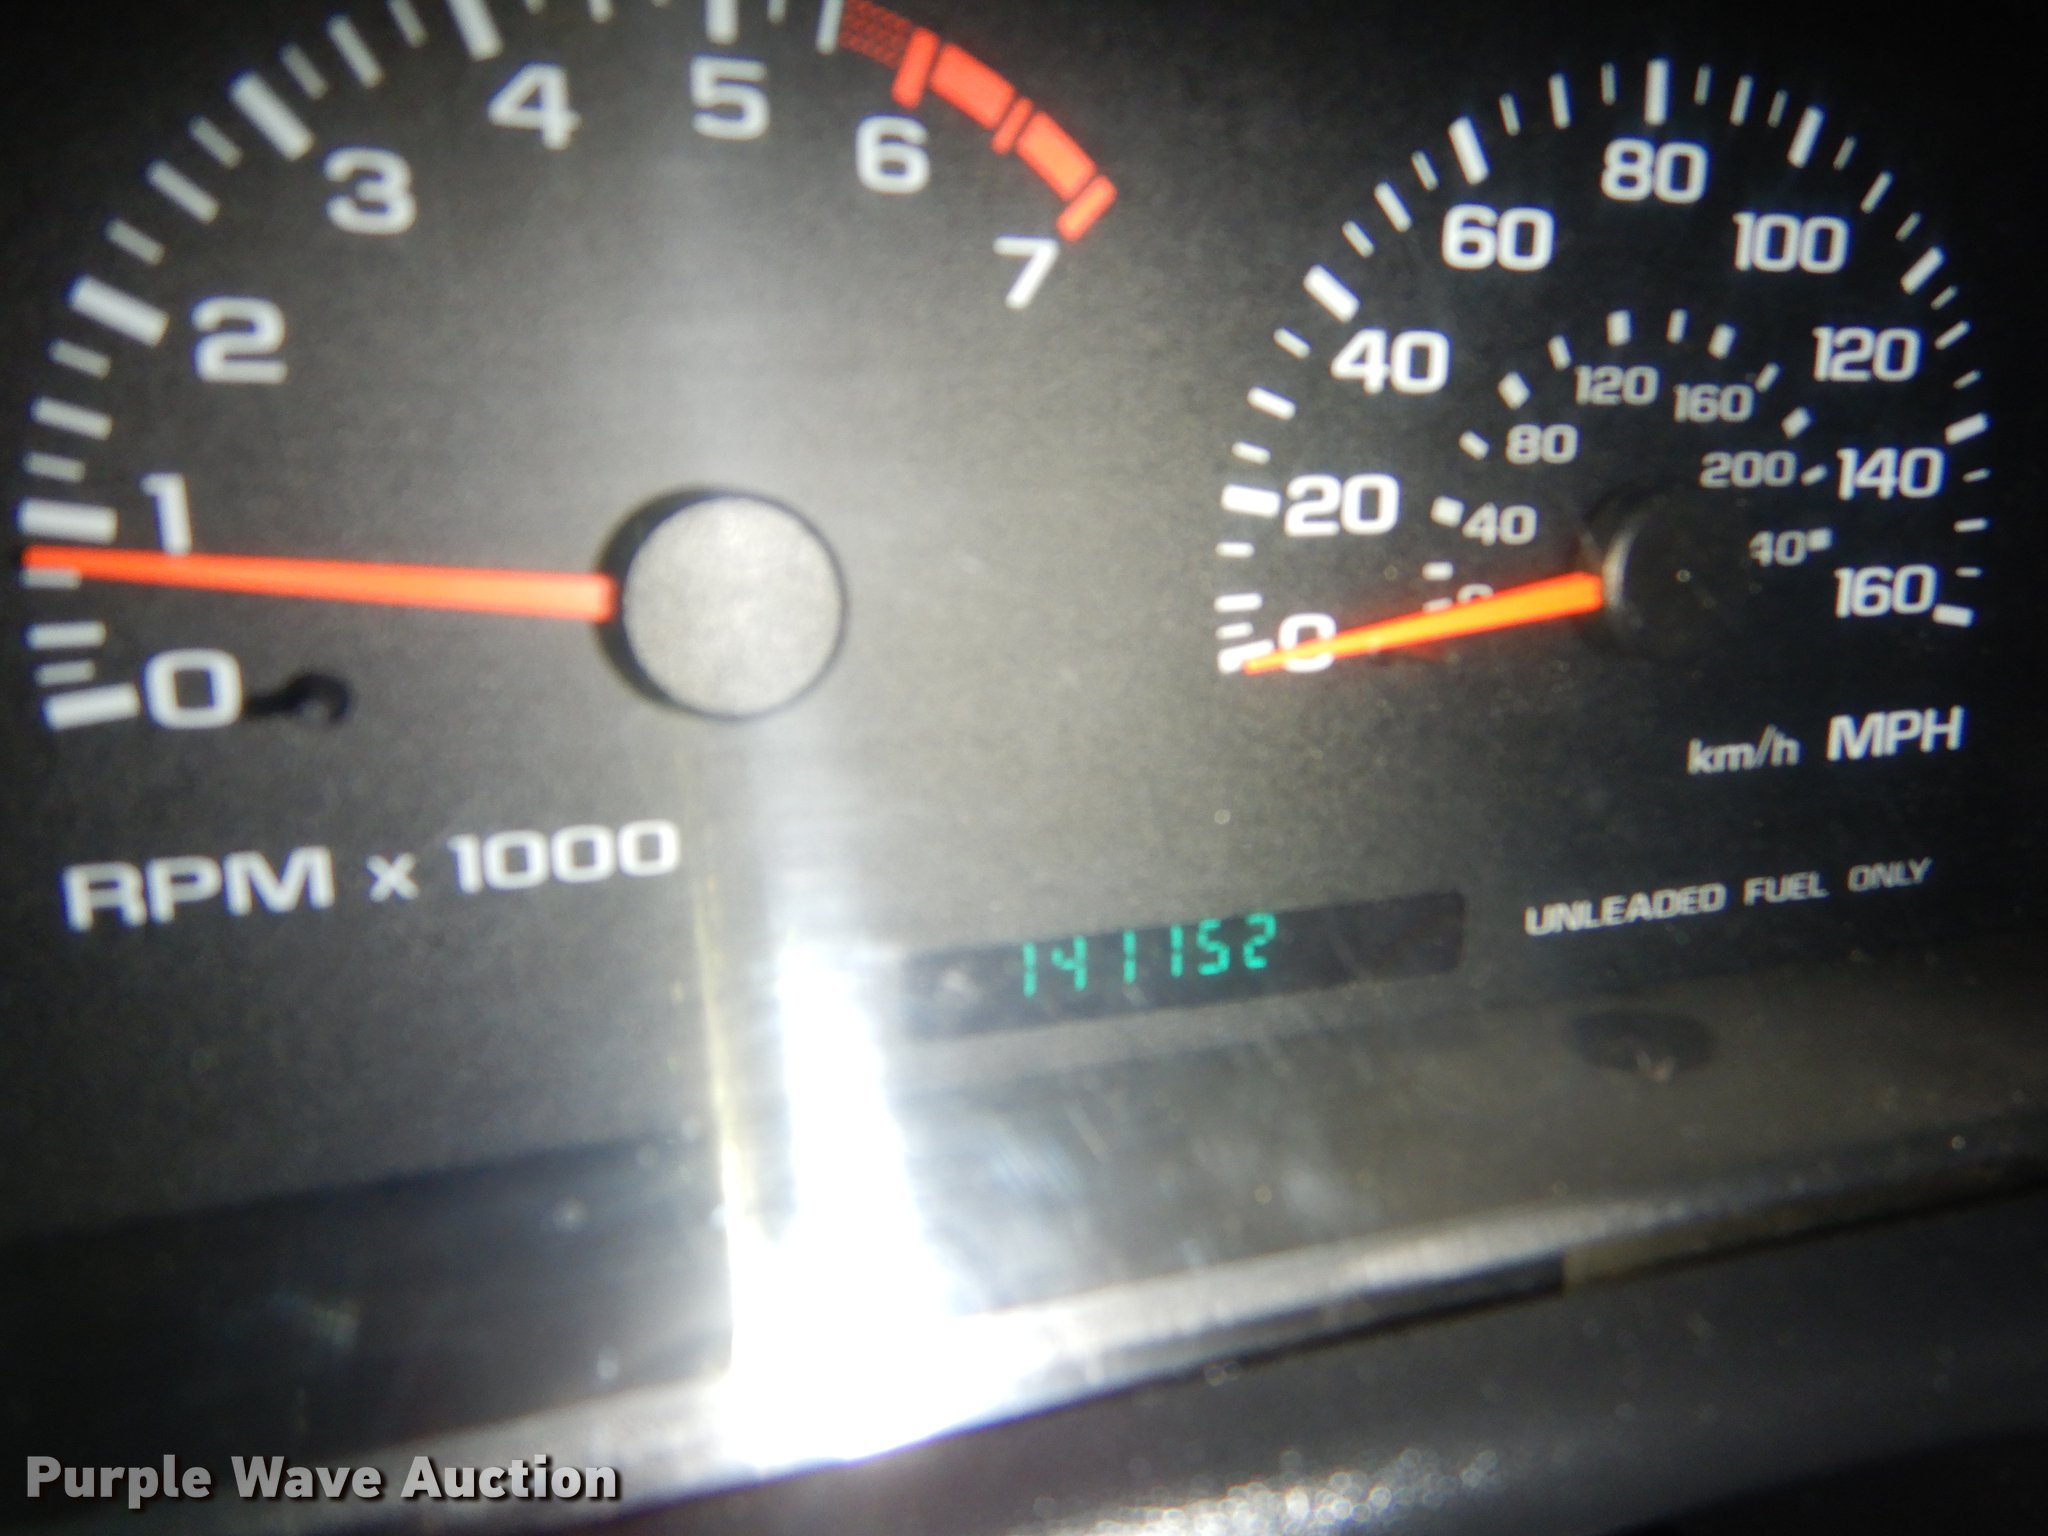 0 1 2 3 4 5 6 7
RPM x 1000
0 20 40 60 80 100 120 140 160
40 80 120 160 200
km/h MPH
141152
UNLEADED FUEL ONLY
Purple Wave Auction